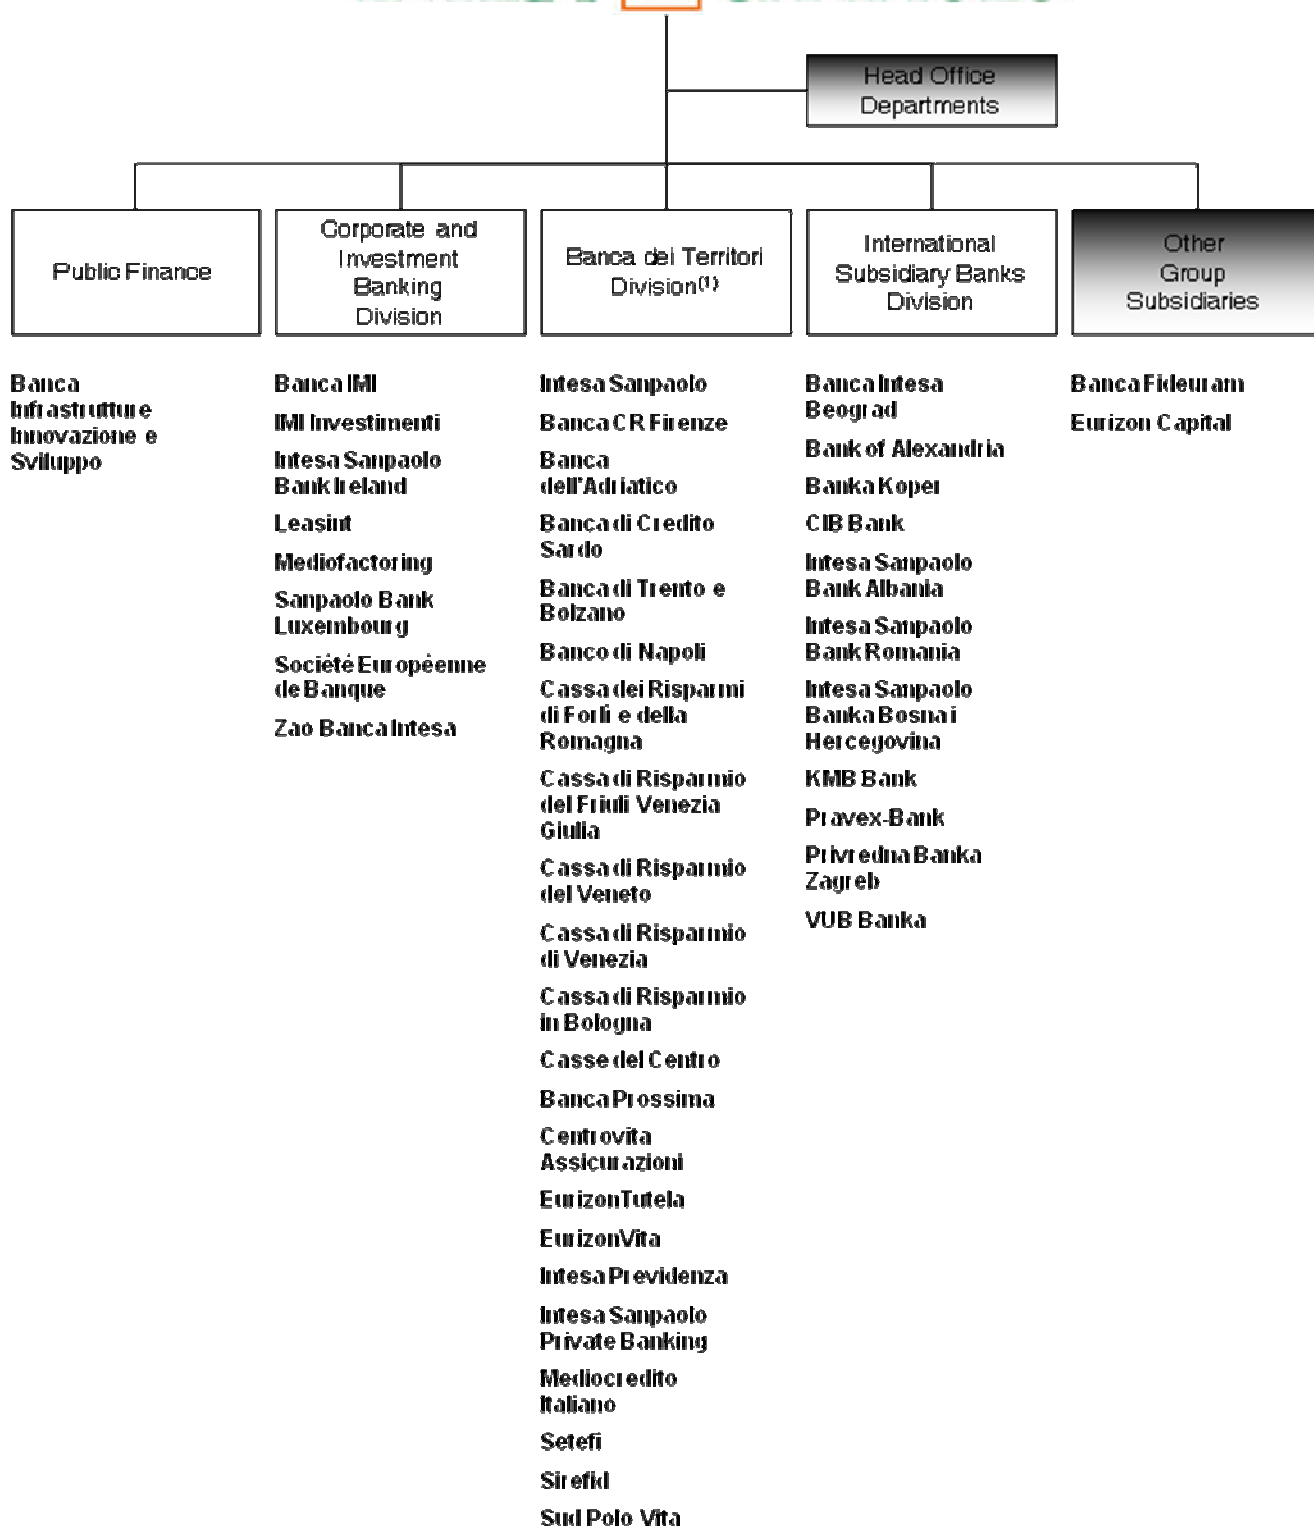 Head Office
Departments
Public Finance
Corporate and
Investment
Banking
Division
Banca dei Territori
Division(1)
International
Subsidiary Banks
Division
Other
Group
Subsidiaries
Banca
Infrastrutture
Innovazione e
Sviluppo
Banca IMI
IMI Investimenti
Intesa Sanpaolo
Bank Ireland
Leasint
Mediofactoring
Sanpaolo Bank
Luxembourg
Société Européenne
de Banque
Zao Banca Intesa
Intesa Sanpaolo
Banca CR Firenze
Banca
dell'Adriatico
Banca di Credito
Sardo
Banca di Trento e
Bolzano
Banco di Napoli
Cassa dei Risparmi
di Forlì e della
Romagna
Cassa di Risparmio
del Friuli Venezia
Giulia
Cassa di Risparmio
del Veneto
Cassa di Risparmio
di Venezia
Cassa di Risparmio
in Bologna
Casse del Centro
Banca Prossima
Centrovita
Assicurazioni
EurizonTutela
EurizonVita
Intesa Previdenza
Intesa Sanpaolo
Private Banking
Mediocredito
Italiano
Setefi
Sirefid
Sud Polo Vita
Banca Intesa
Beograd
Bank of Alexandria
Banka Koper
CIB Bank
Intesa Sanpaolo
Bank Albania
Intesa Sanpaolo
Bank Romania
Intesa Sanpaolo
Banka Bosna i
Hercegovina
KMB Bank
Pravex-Bank
Privredna Banka
Zagreb
VUB Banka
Banca Fideuram
Eurizon Capital